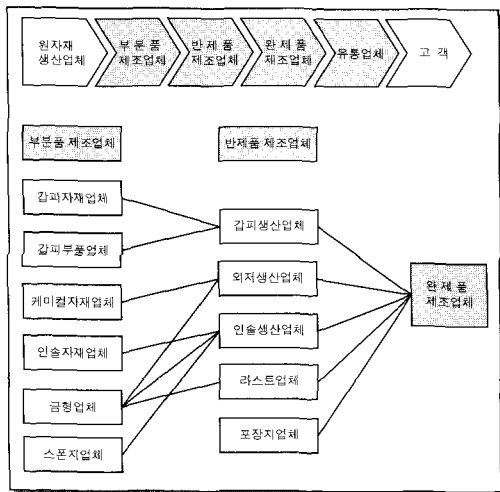 원자재
생산업체
부분품
제조업체
반제품
제조업체
완제품
제조업체
유통업체
고 객
부분품 제조업체
반제품 제조업체
갑피자재업체
갑피부품업체
케미컬자재업체
인솔자재업체
금형업체
스폰지업체
갑피생산업체
외저생산업체
인솔생산업체
라스트업체
포장지업체
완 제 품
제조업체